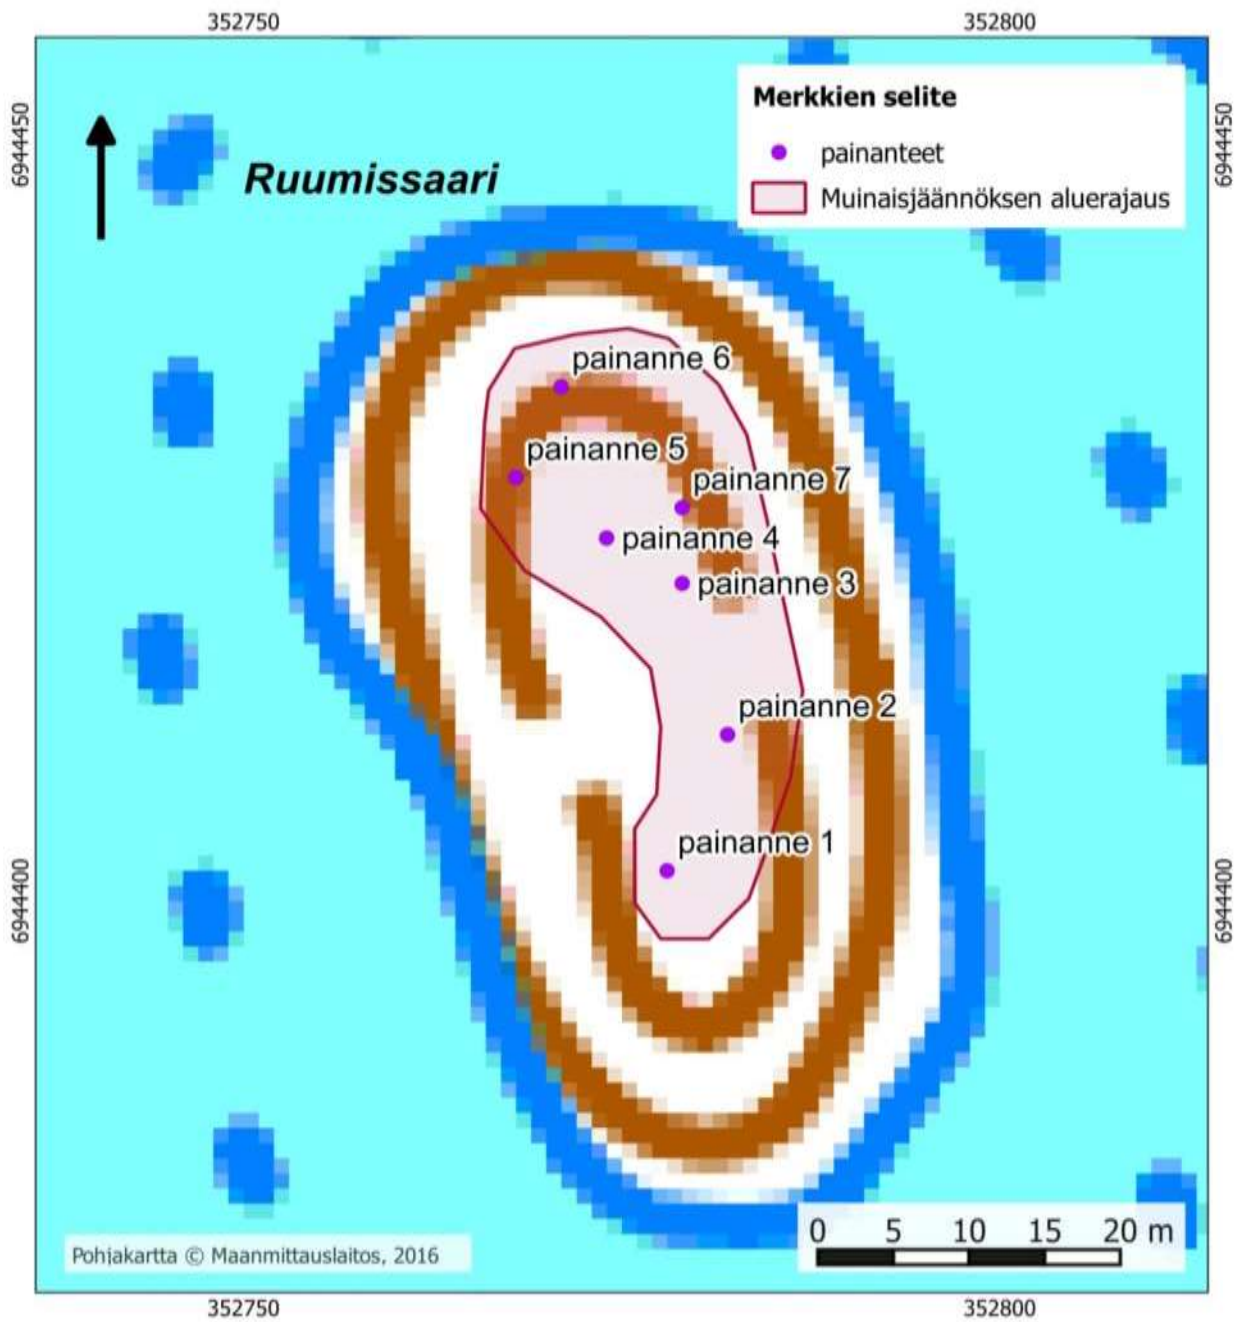 352750
352800
6944450
6944450
Merkkien selite
painanteet
Muinaisjäännöksen aluerajaus
Ruumissaari
painanne 6
painanne 5
painanne 7
painanne 4
painanne 3
painanne 2
painanne 1
6944400
6944400
0 5 10 15 20 m
Pohjakartta © Maanmittauslaitos, 2016
352750
352800